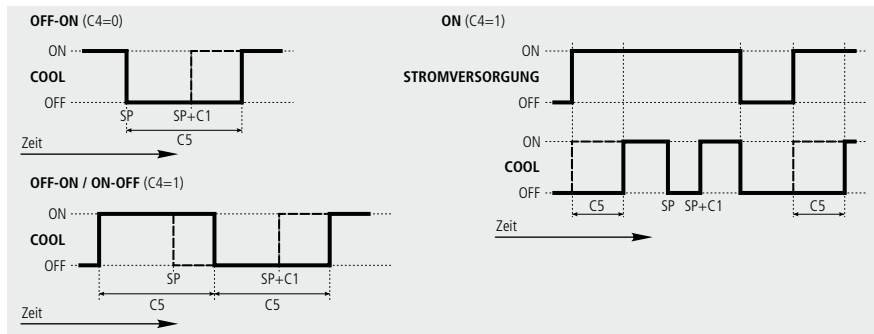 OFF-ON (C4=0)
ON
COOL
OFF
SP
SP+C1
C5
Zeit
OFF-ON / ON-OFF (C4=1)
ON
COOL
OFF
SP
SP+C1
C5
C5
Zeit
ON (C4=1)
ON
STROMVERSORGUNG
OFF
ON
COOL
OFF
C5
SP
SP+C1
C5
Zeit